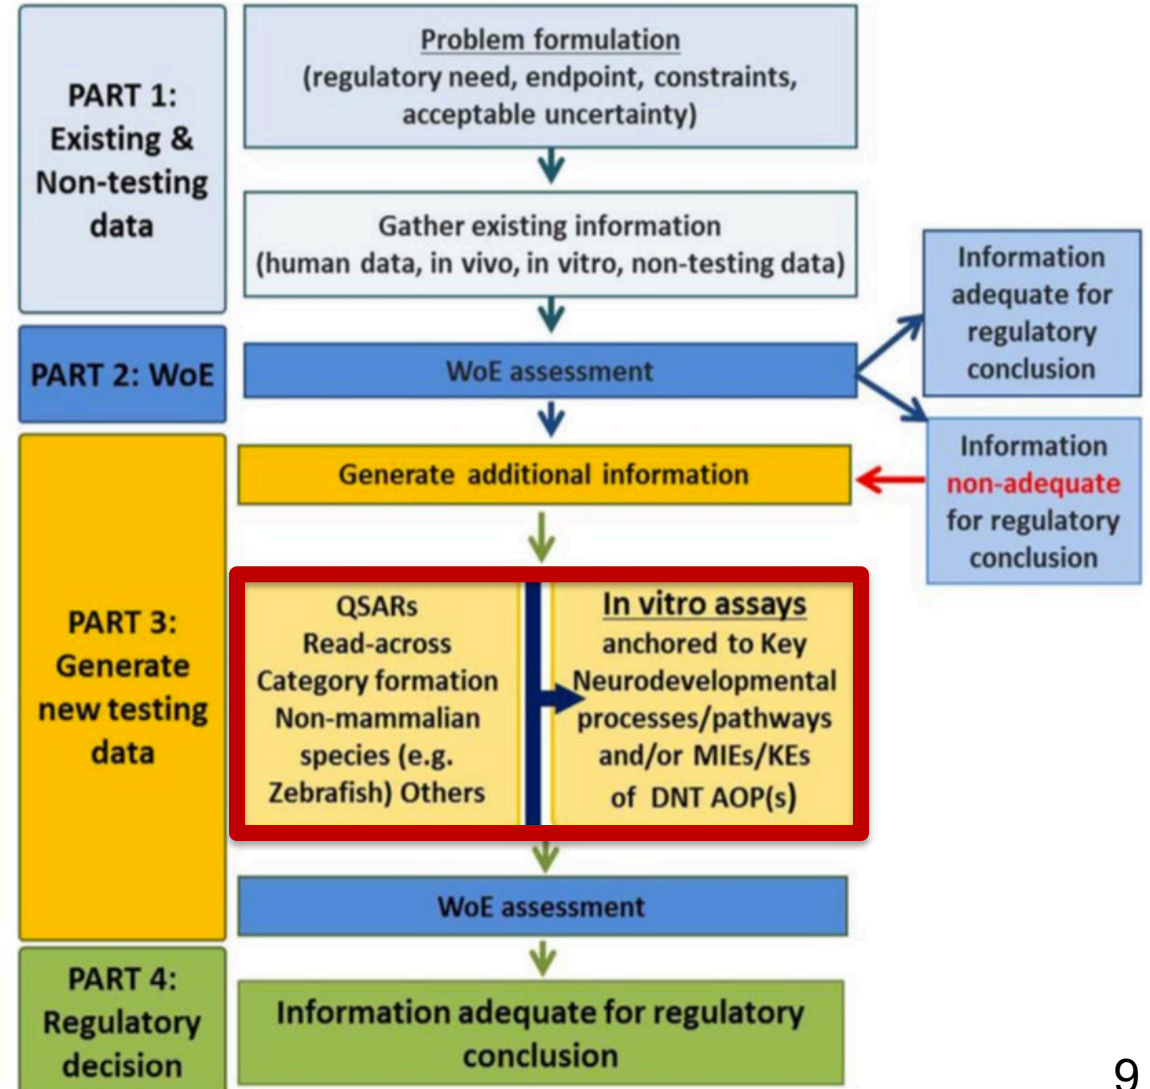 PART 1:
Existing &
Non-testing
data
Problem formulation
(regulatory need, endpoint, constraints,
acceptable uncertainty)
Gather existing information
(human data, in vivo, in vitro, non-testing data)
PART 2: WoE
WoE assessment
Information
adequate for
regulatory
conclusion
Information
non-adequate
for regulatory
conclusion
PART 3:
Generate
new testing
data
Generate additional information
QSARs
Read-across
Category formation
Non-mammalian
species (e.g.
Zebrafish) Others
In vitro assays
anchored to Key
Neurodevelopmental
processes/pathways
and/or MIEs/KEs
of DNT AOP(s)
WoE assessment
PART 4:
Regulatory
decision
Information adequate for regulatory
conclusion
9